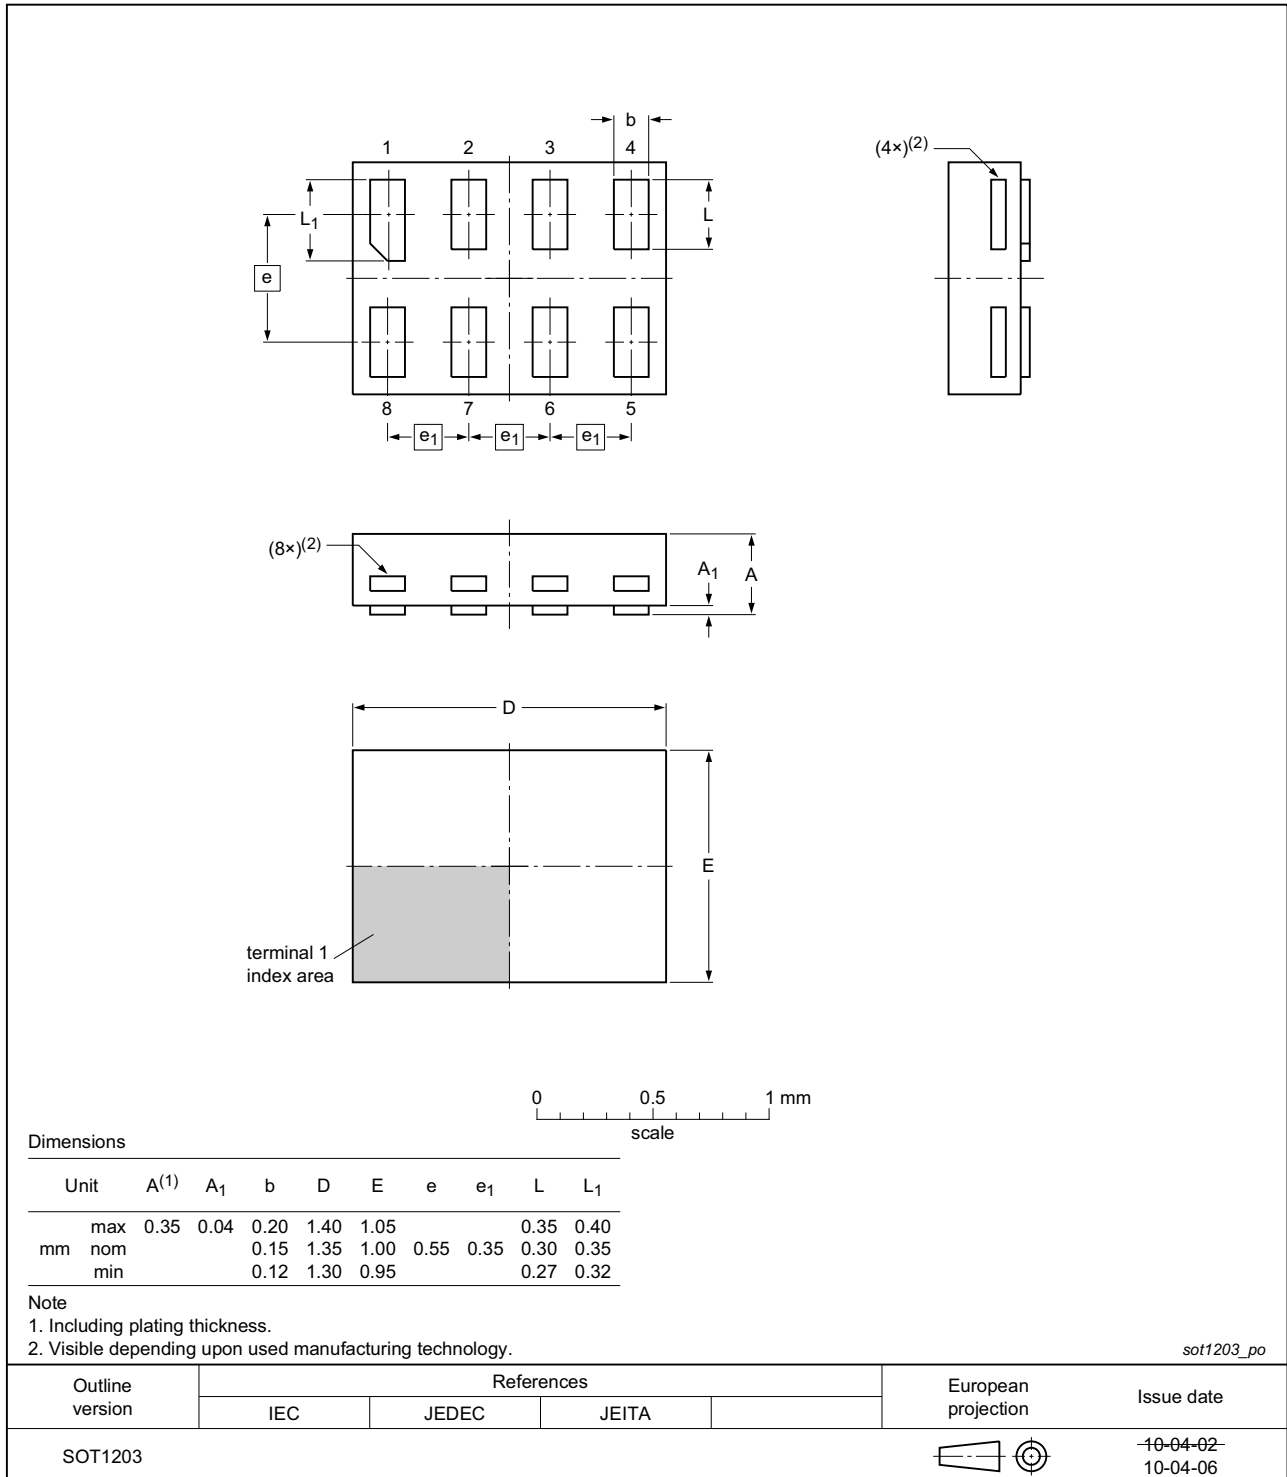 b
1 2 3 4
(4×)(2)
L1
L
e
8 7 6 5
e1 e1 e1
(8×)(2)
A1 A
D
E
terminal 1
index area
0 0.5 1 mm
scale
Dimensions
Unit A(1) A1 b D E e e1 L L1
max 0.35 0.04 0.20 1.40 1.05 0.35 0.40
mm nom 0.15 1.35 1.00 0.55 0.35 0.30 0.35
min 0.12 1.30 0.95 0.27 0.32
Note
1. Including plating thickness.
2. Visible depending upon used manufacturing technology.
sot1203_po
Outline
version
References
IEC JEDEC JEITA
European
projection
Issue date
SOT1203
10-04-02
10-04-06